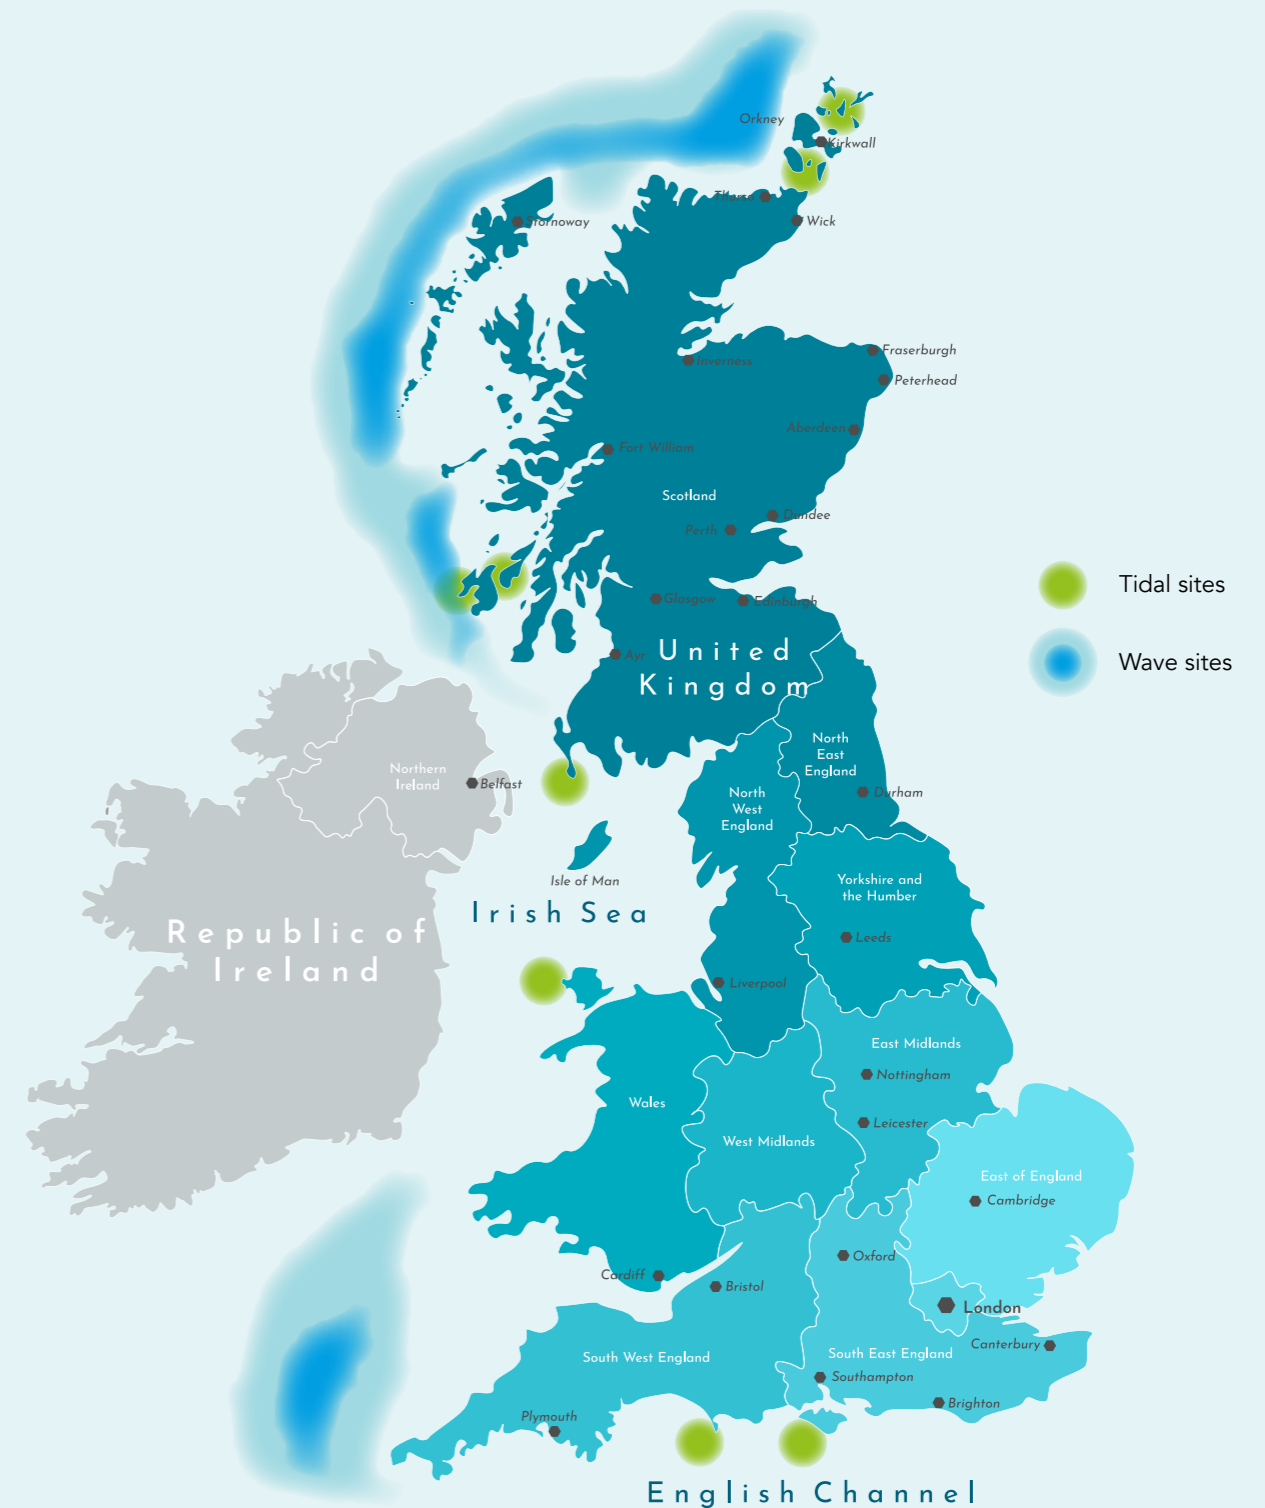 Orkney
Kirkwall
Thurso
Wick
Stornoway
Inverness
Fraserburgh
Peterhead
Aberdeen
Fort William
Scotland
Dundee
Perth
Glasgow
Edinburgh
Ayr
United
Kingdom
Tidal sites
Wave sites
North
East
England
Durham
Northern
Ireland
Belfast
North
West
England
Isle of Man
Irish Sea
Yorkshire and
the Humber
Leeds
Republic of
Ireland
Liverpool
East Midlands
Nottingham
Leicester
Wales
West Midlands
East of England
Cambridge
Oxford
Cardiff
Bristol
London
South West England
South East England
Canterbury
Southampton
Brighton
Plymouth
English Channel